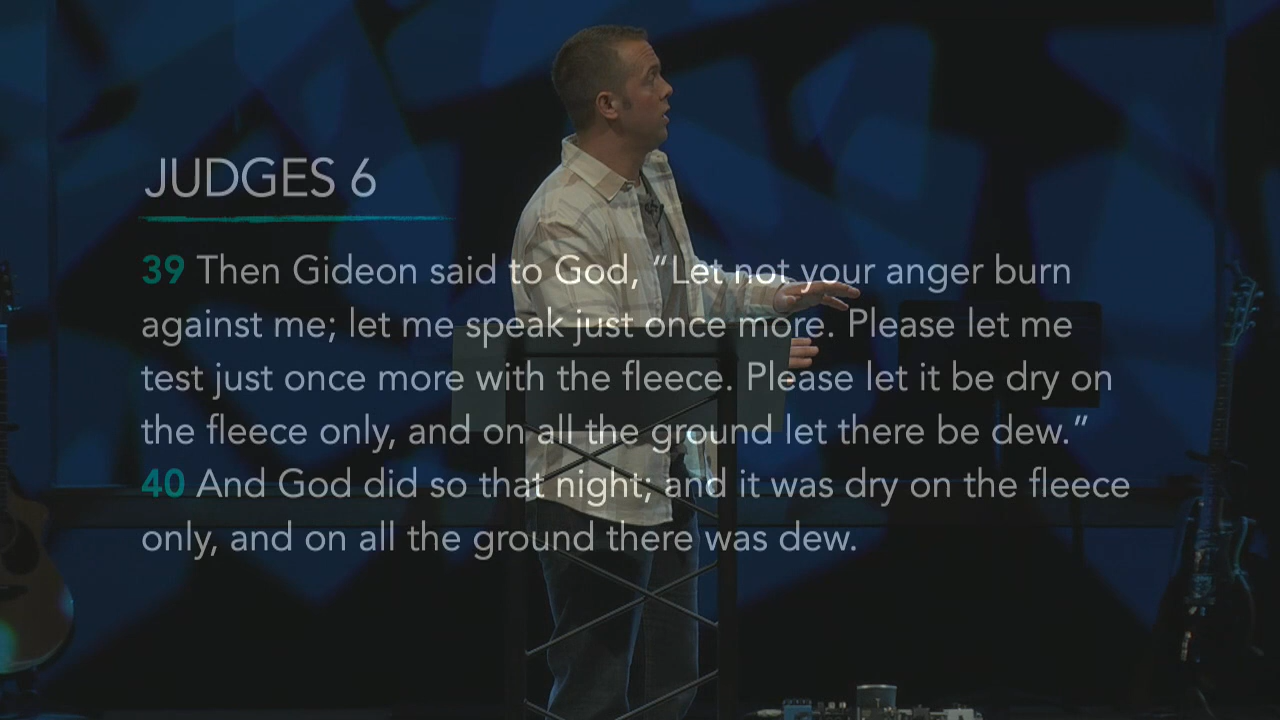 JUDGES 6
39 Then Gideon said to God, “Let not your anger burn
against me; let me speak just once more. Please let me
test just once more with the fleece. Please let it be dry on
the fleece only, and on all the ground let there be dew.”
40 And God did so that night; and it was dry on the fleece
only, and on all the ground there was dew.